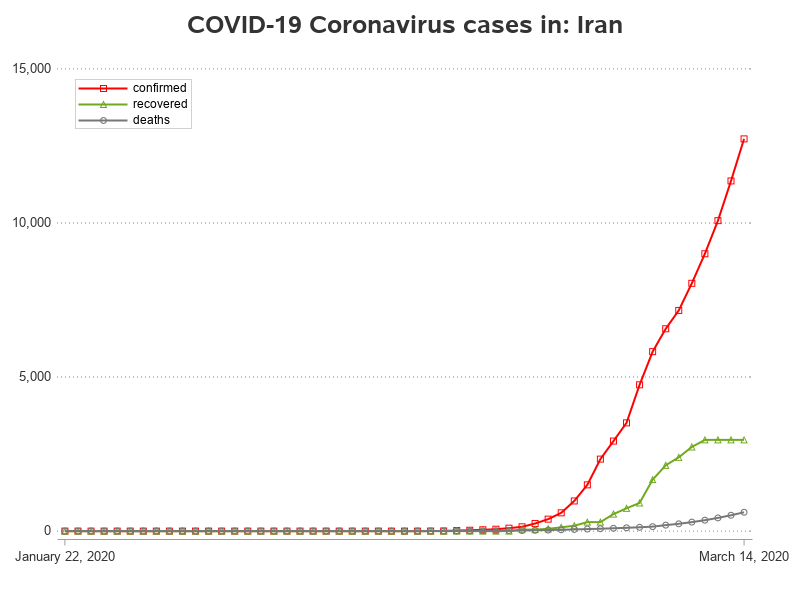 COVID-19 Coronavirus cases in: Iran
15,000
confirmed
recovered
deaths
10,000
5,000
0
January 22, 2020
March 14, 2020